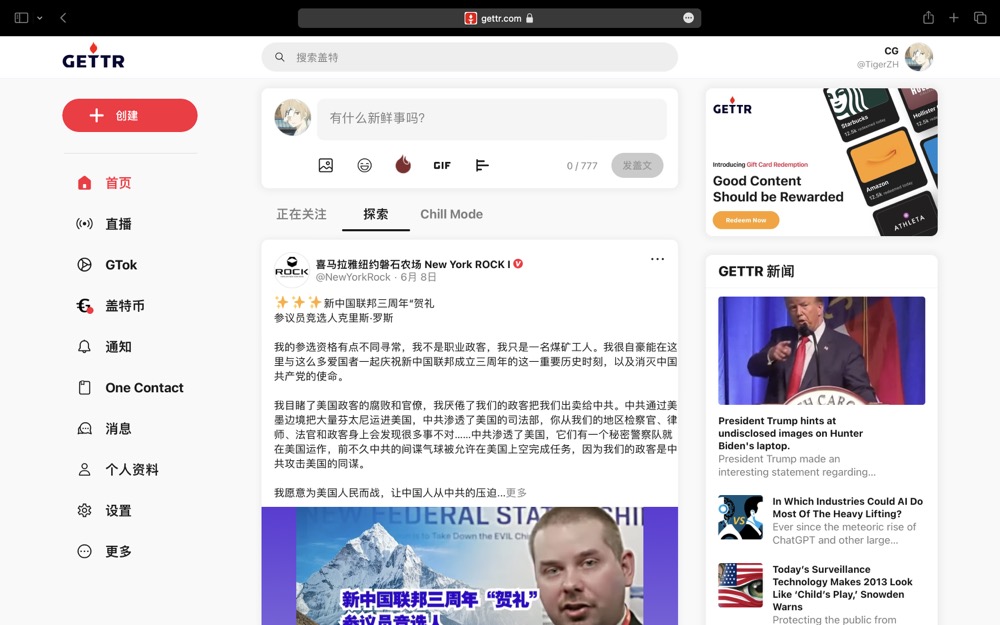 gettr.com
GETTR
搜索盖特
CG
@TigerZH
创建
首页
直播
GTok
盖特币
通知
One Contact
消息
个人资料
设置
更多
有什么新鲜事吗?
GIF
0 / 777
发盖文
正在关注
探索
Chill Mode
ROCK
喜马拉雅纽约磐石农场 New York ROCK I
@NewYorkRock · 6月 8日
✨✨✨新中国联邦三周年“贺礼
参议员竞选人克里斯·罗斯
我的参选资格有点不同寻常，我不是职业政客，我只是一名煤矿工人。我很自豪能在这
里与这么多爱国者一起庆祝新中国联邦成立三周年的这一重要历史时刻，以及消灭中国
共产党的使命。
我目睹了美国政客的腐败和官僚，我厌倦了我们的政客把我们出卖给中共。中共通过美
墨边境把大量芬太尼运进美国，中共渗透了美国的司法部，你从我们的地区检察官、律
师、法官和政客身上会发现很多事不对......中共渗透了美国，它们有一个秘密警察队就
在美国运作，前不久中共的间谍气球被允许在美国上空完成任务，因为我们的政客是中
共攻击美国的同谋。
我愿意为美国人民而战，让中国人从中共的压迫...更多
NEW FEDERAL STAT
is to Take Down the EVIL Chi
新中国联邦三周年 “贺礼”
参议员竞选人
GETTR
Introducing Gift Card Redemption
Good Content
Should be Rewarded
Redeem Now
Starbucks
12.5k redeemed
Hollister
Amazon
12.5k redeemed
ATHLETA
GETTR 新闻
President Trump hints at
undisclosed images on Hunter
Biden's laptop.
President Trump made an
interesting statement regarding...
VS
In Which Industries Could AI Do
Most Of The Heavy Lifting?
Ever since the meteoric rise of
ChatGPT and other large...
Today’s Surveillance
Technology Makes 2013 Look
Like ‘Child’s Play,’ Snowden
Warns
Protecting the public from